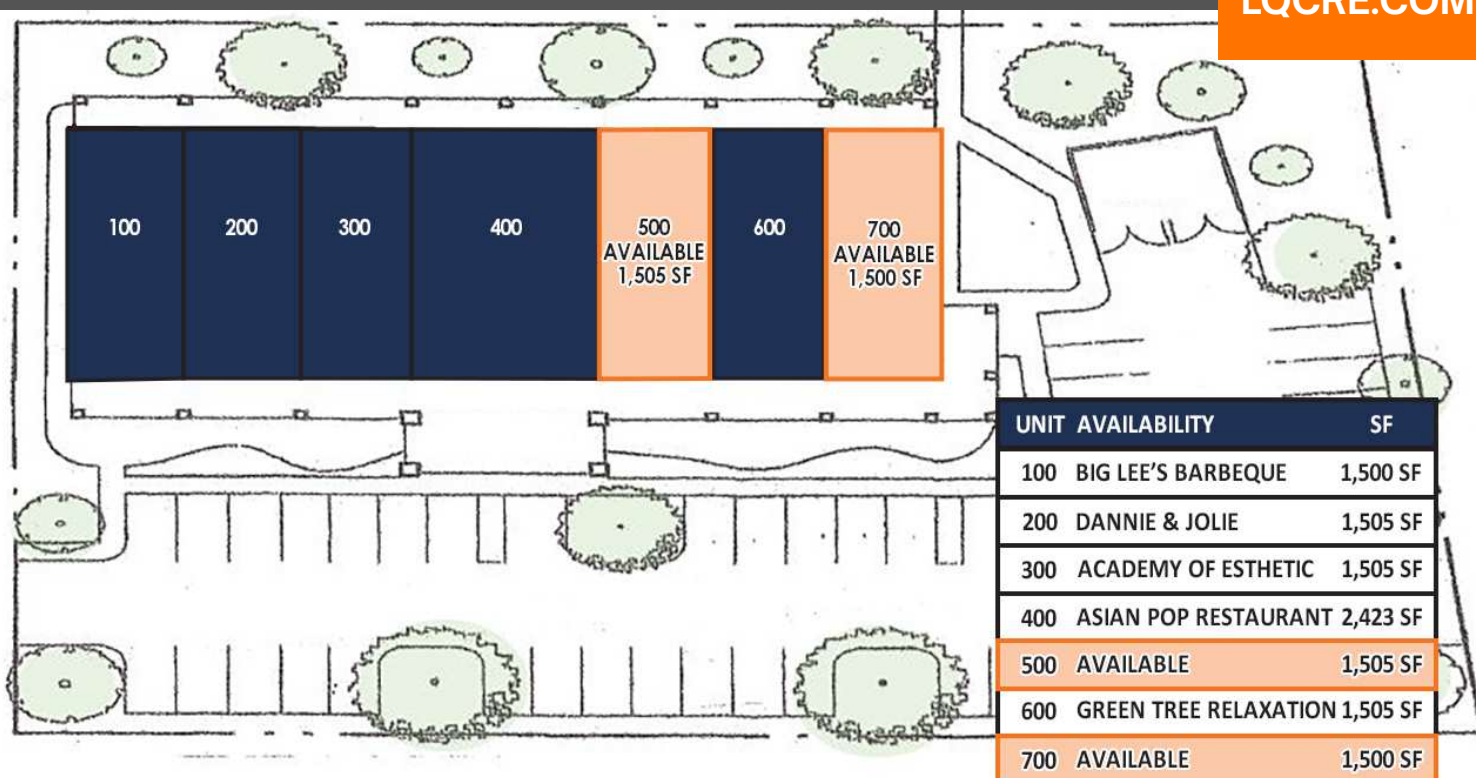 LQCRE.COM
100
200
300
400
500
AVAILABLE
1,505 SF
600
700
AVAILABLE
1,500 SF
UNIT AVAILABILITY SF
100 BIG LEE'S BARBEQUE 1,500 SF
200 DANNIE & JOLIE 1,505 SF
300 ACADEMY OF ESTHETIC 1,505 SF
400 ASIAN POP RESTAURANT 2,423 SF
500 AVAILABLE 1,505 SF
600 GREEN TREE RELAXATION 1,505 SF
700 AVAILABLE 1,500 SF